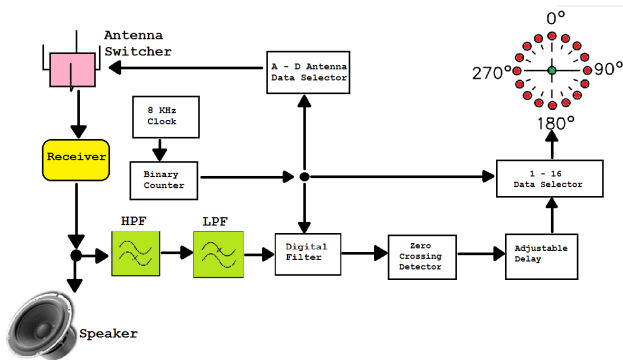 Antenna
Switcher
A - D Antenna
Data Selector
0°
270°
90°
180°
8 KHz
Clock
Receiver
Binary
Counter
1 - 16
Data Selector
HPF
LPF
Digital
Filter
Zero
Crossing
Detector
Adjustable
Delay
Speaker